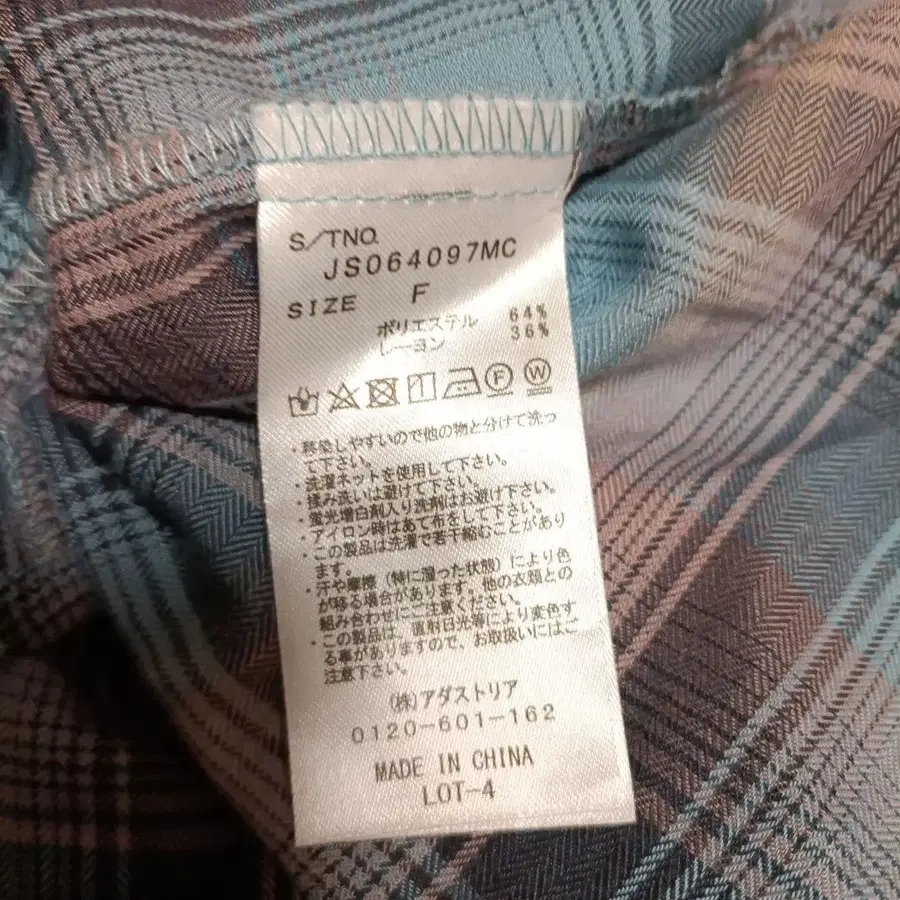 S/TNO.
JS064097MC
SIZE F
ポリエステル 64%
レーヨン 36%
F W
・移染しやすいので他の物と分けて洗っ
て下さい。
・洗濯ネットを使用して下さい。
・揉み洗いは避けて下さい。
・蛍光増白剤入り洗剤はお避け下さい。
・アイロン時はあて布をして下さい。
・この製品は洗濯で若干縮むことがあり
ます。
・汗や摩擦（特に湿った状態）により色
が移る場合があります。他の衣類との
組み合わせにご注意ください。
・この製品は、直射日光等により変色す
る事がありますので、お取扱いにはご
注意下さい。
(株)アダストリア
0120-601-162
MADE IN CHINA
LOT-4